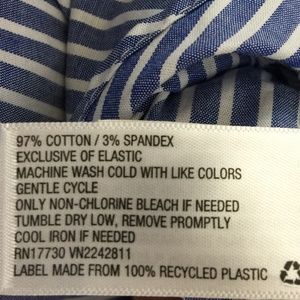 97% COTTON / 3% SPANDEX
EXCLUSIVE OF ELASTIC
MACHINE WASH COLD WITH LIKE COLORS
GENTLE CYCLE
ONLY NON-CHLORINE BLEACH IF NEEDED
TUMBLE DRY LOW, REMOVE PROMPTLY
COOL IRON IF NEEDED
RN17730 VN2242811
LABEL MADE FROM 100% RECYCLED PLASTIC